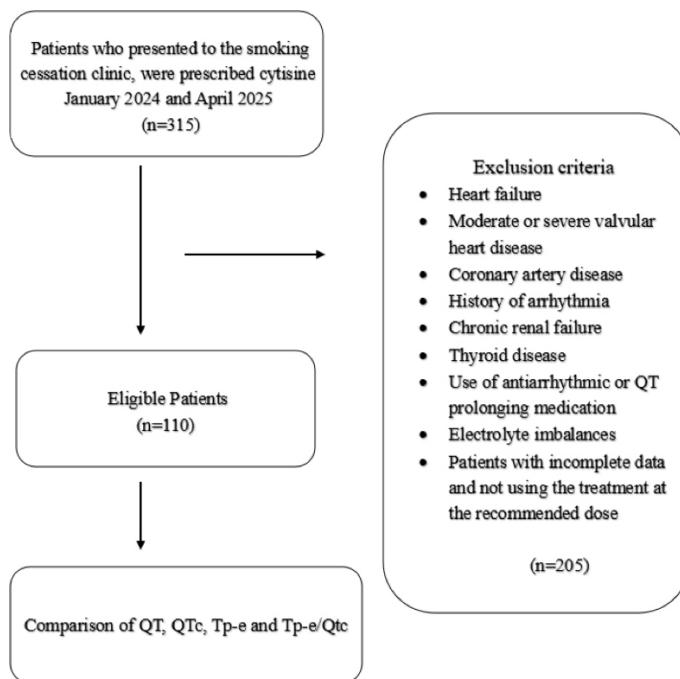 Patients who presented to the smoking
cessation clinic, were prescribed cytisine
January 2024 and April 2025
(n=315)
Exclusion criteria
• Heart failure
• Moderate or severe valvular
heart disease
• Coronary artery disease
• History of arrhythmia
• Chronic renal failure
• Thyroid disease
• Use of antiarrhythmic or QT
prolonging medication
• Electrolyte imbalances
• Patients with incomplete data
and not using the treatment at
the recommended dose
(n=205)
Eligible Patients
(n=110)
Comparison of QT, QTc, Tp-e and Tp-e/Qtc